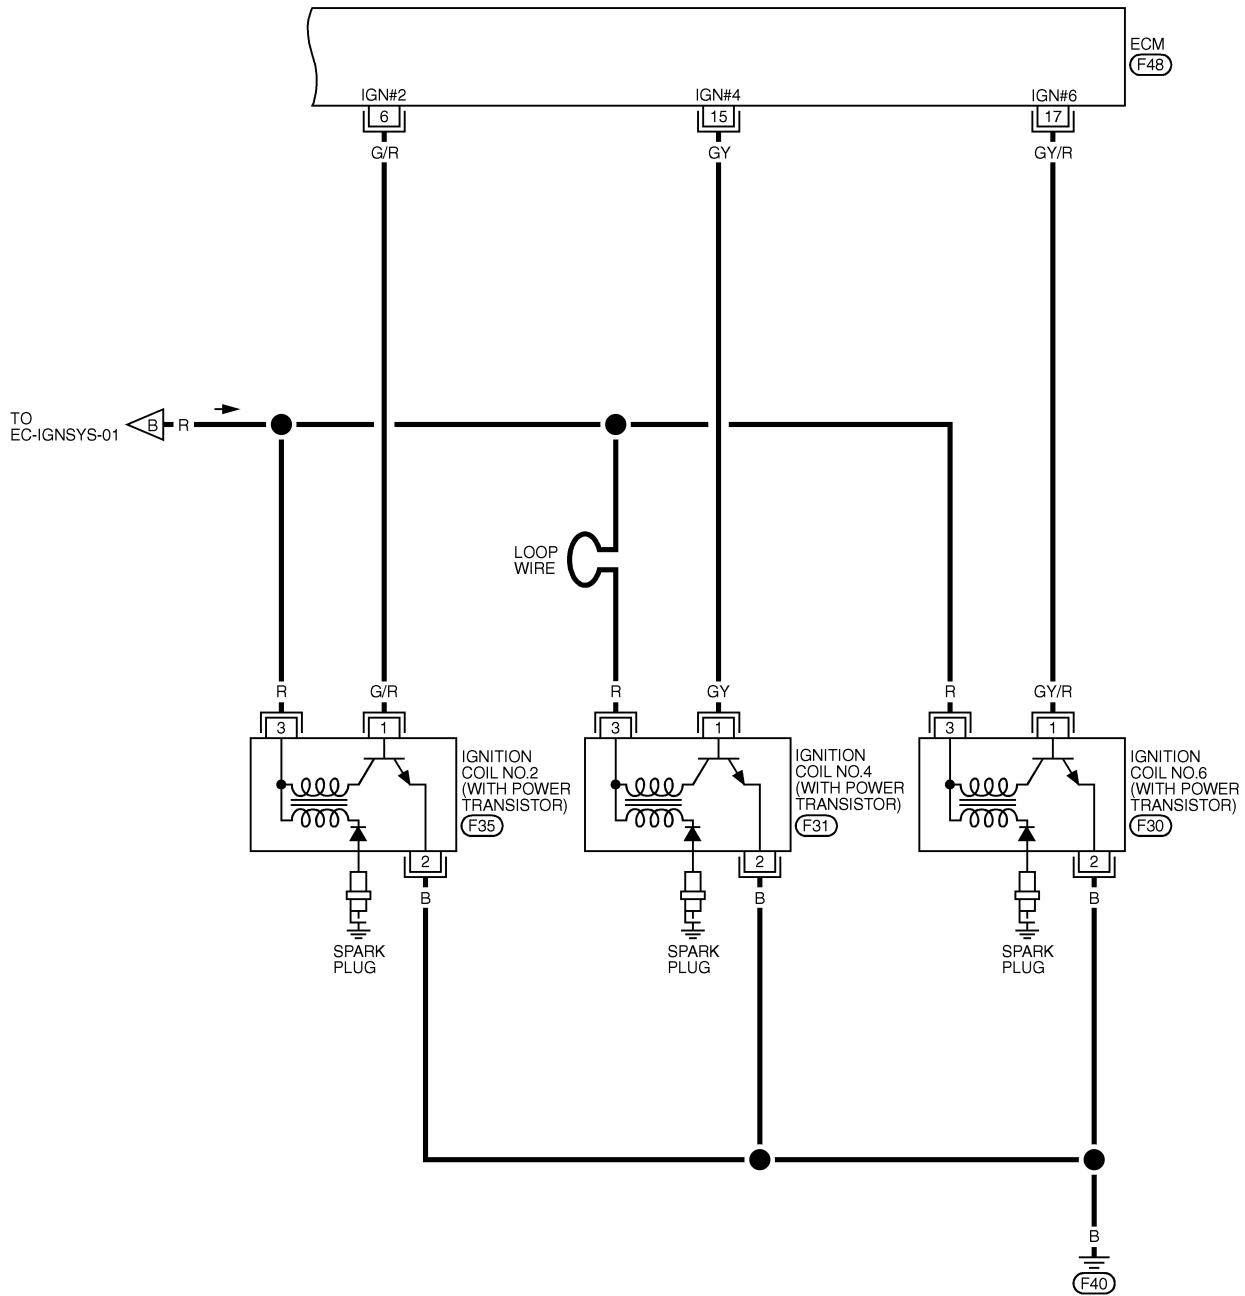 ECM
F48
IGN#2
IGN#4
IGN#6
6
15
17
G/R
GY
GY/R
TO
EC-IGNSYS-01
B
R
LOOP
WIRE
R
G/R
R
GY
R
GY/R
3
1
3
1
3
1
IGNITION
COIL NO.2
(WITH POWER
TRANSISTOR)
F35
IGNITION
COIL NO.4
(WITH POWER
TRANSISTOR)
F31
IGNITION
COIL NO.6
(WITH POWER
TRANSISTOR)
F30
2
2
2
B
B
B
SPARK
PLUG
SPARK
PLUG
SPARK
PLUG
B
F40